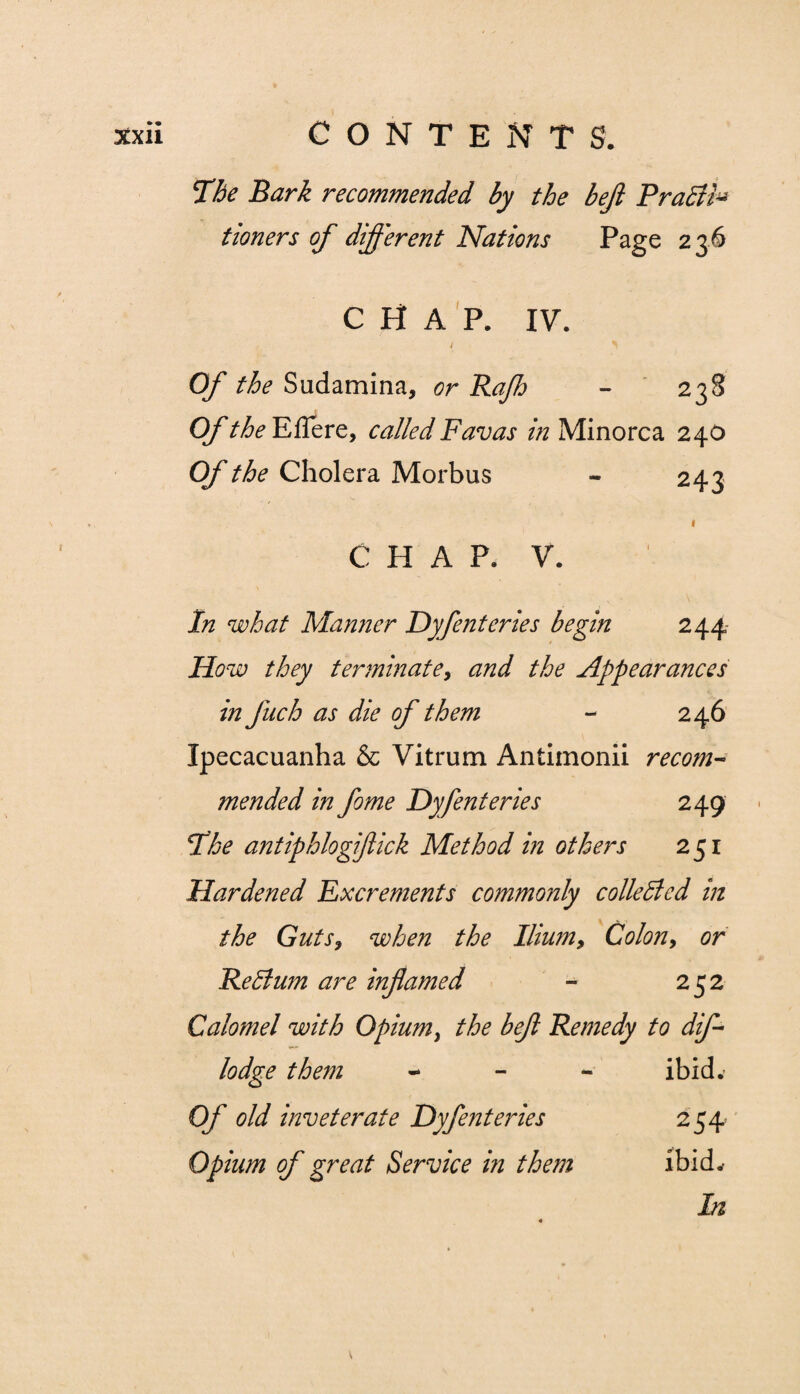 xxii CONTENTS.
The Bark recommended by the beſt Practi-
tioners of different Nations Page 236
CHAP. IV.
Of the Sudamina, or Raſh - 238
Of the Eſſere, called Favas in Minorca 240
Of the Cholera Morbus - 243
CHAP. V.
In what Manner Dyſenteries begin 244
How they terminate, and the Appearances
in ſuch as die of them - 246
Ipecacuanha & Vitrum Antimonii recom-
mended in ſome Dyſenteries 249
The antiphlogiſtick Method in others 251
Hardened Excrements commonly collected in
the Guts, when the Ilium, Colon, or
Rectum are inflamed - 252
Calomel with Opium, the beſt Remedy to diſ-
lodge them - - - ibid.
Of old inveterate Dyſenteries 254
Opium of great Service in them ibid.
In